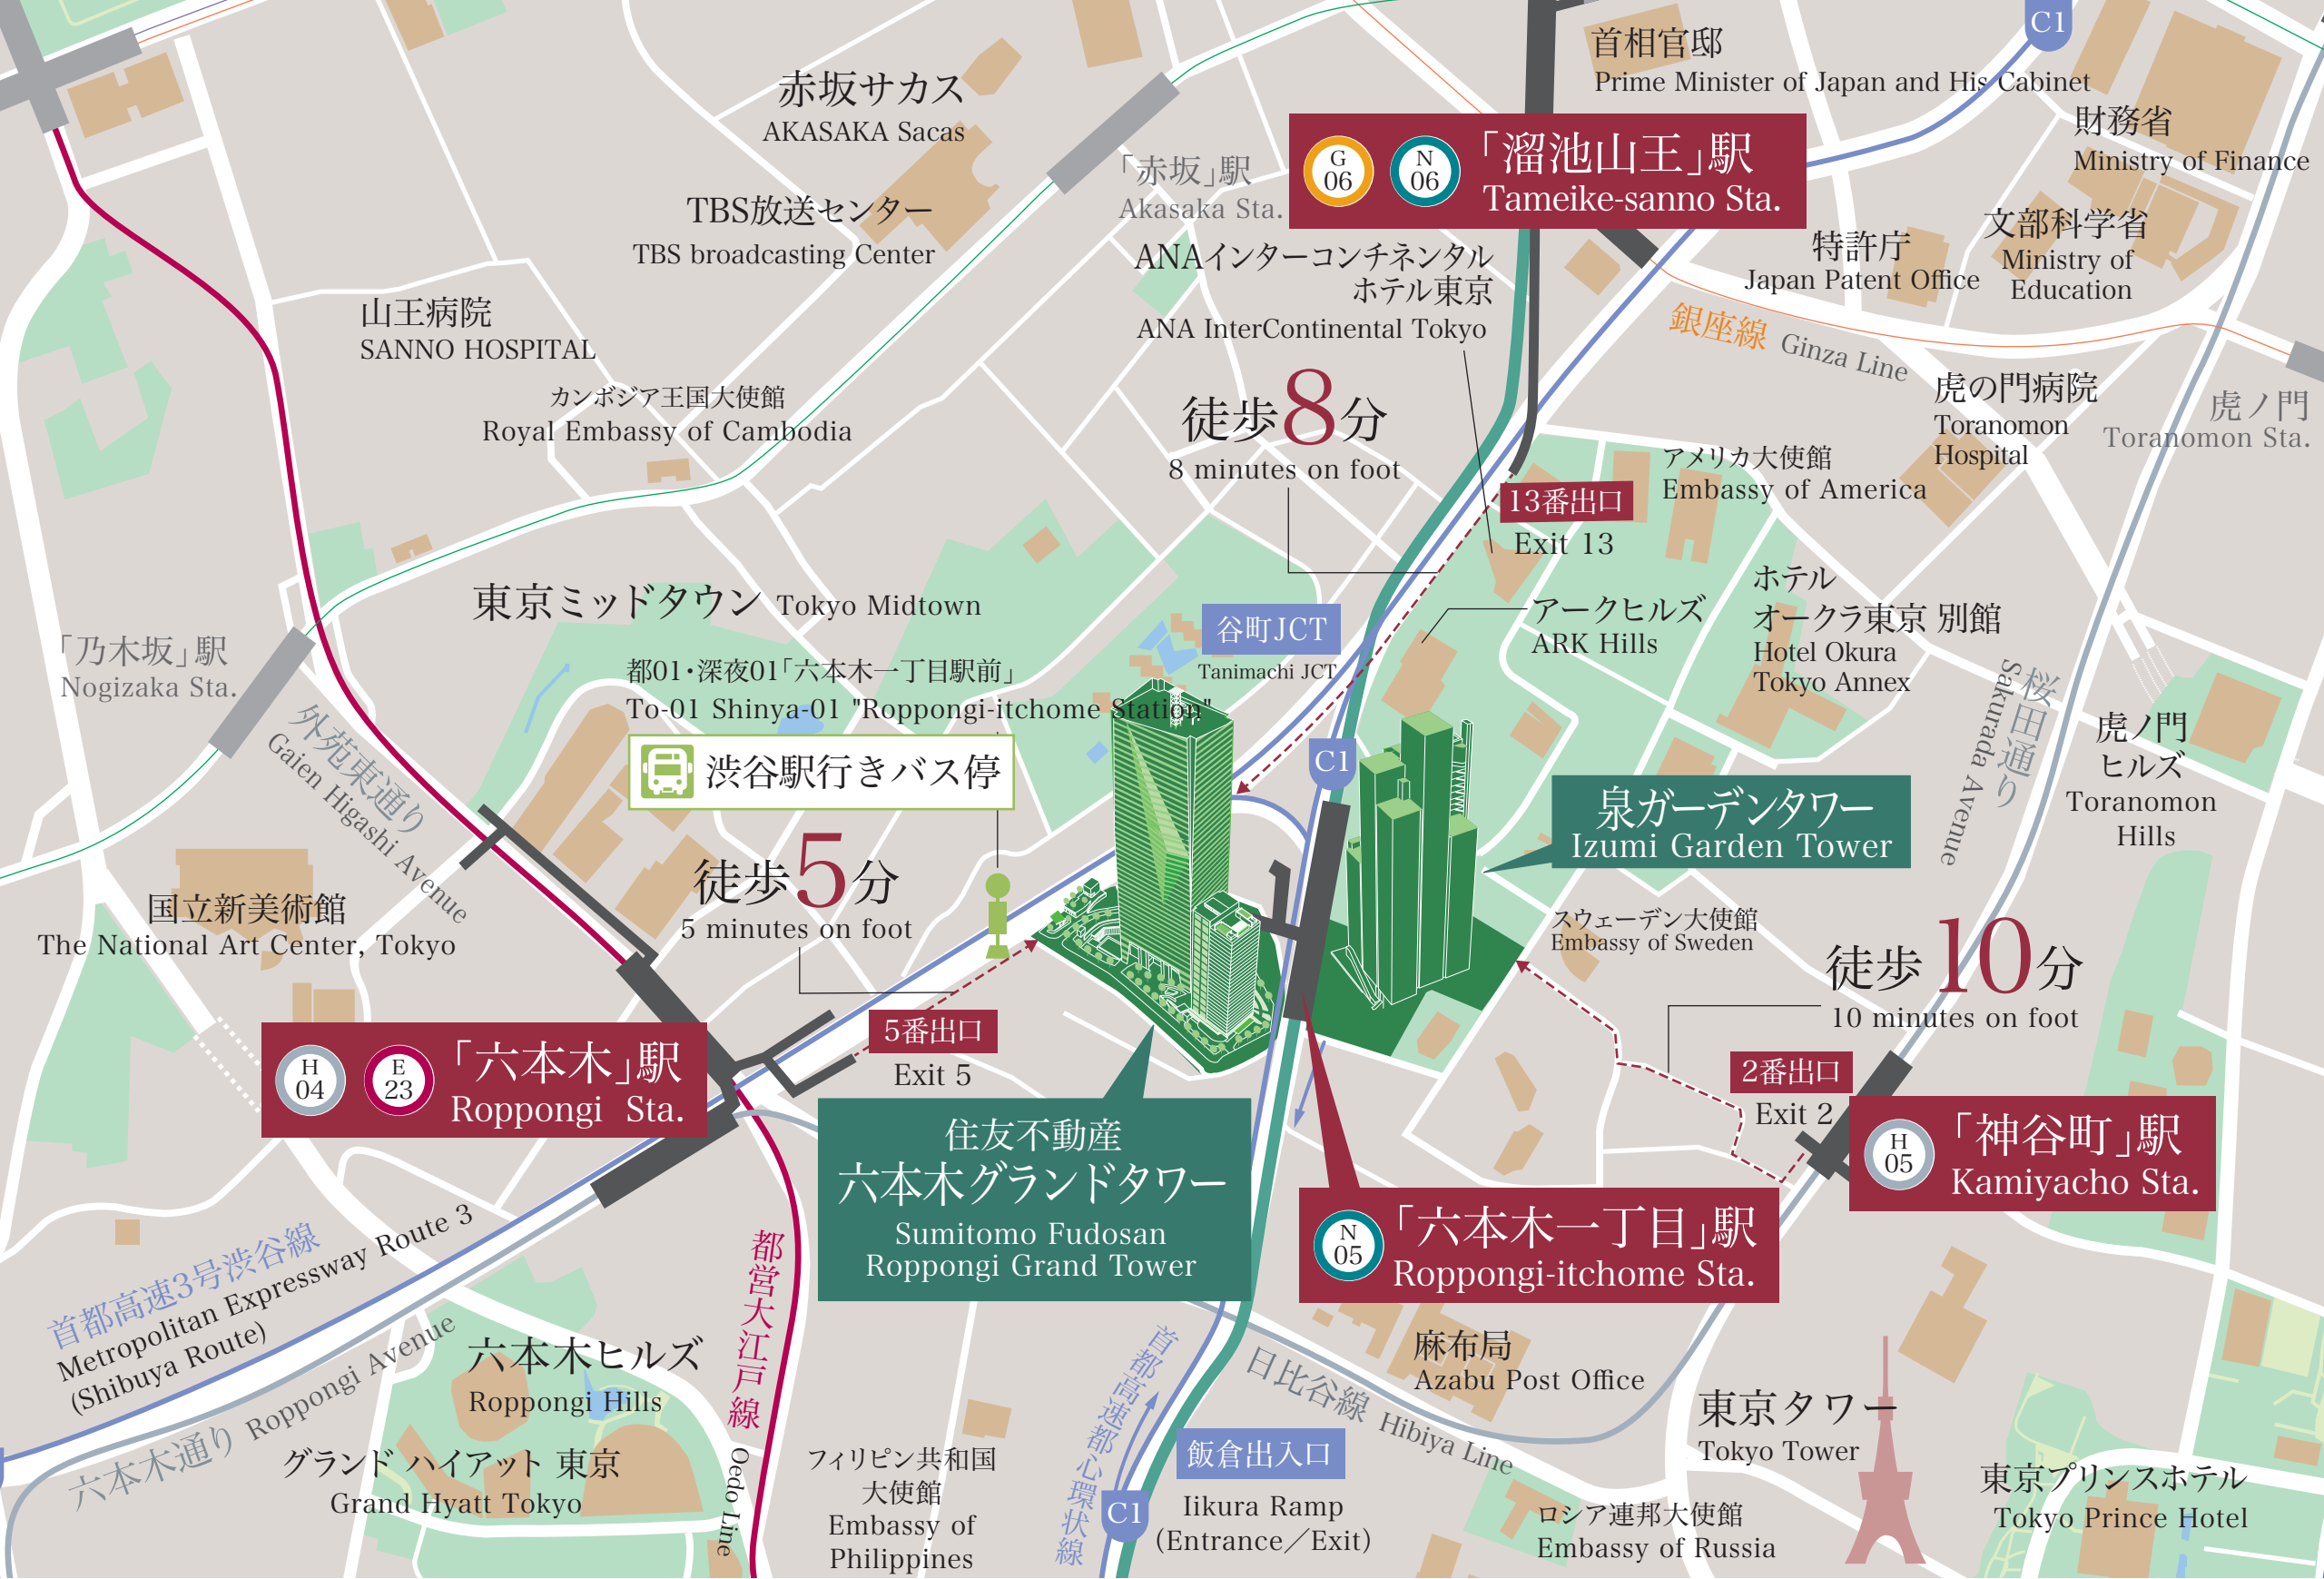 C1
首相官邸
Prime Minister of Japan and His Cabinet
赤坂サカス
AKASAKA Sacas
財務省
Ministry of Finance
「赤坂」駅
Akasaka Sta.
G
06
N
06
「溜池山王」駅
Tameike-sanno Sta.
TBS放送センター
TBS broadcasting Center
文部科学省
Ministry of
Education
特許庁
Japan Patent Office
ANAインターコンチネンタル
ホテル東京
ANA InterContinental Tokyo
山王病院
SANNO HOSPITAL
銀座線 Ginza Line
カンボジア王国大使館
Royal Embassy of Cambodia
徒歩8分
8 minutes on foot
虎の門病院
Toranomon
Hospital
虎ノ門
Toranomon Sta.
アメリカ大使館
Embassy of America
13番出口
Exit 13
東京ミッドタウン Tokyo Midtown
谷町JCT
Tanimachi JCT
アークヒルズ
ARK Hills
ホテル
オークラ東京 別館
Hotel Okura
Tokyo Annex
「乃木坂」駅
Nogizaka Sta.
都01・深夜01「六本木一丁目駅前」
To-01 Shinya-01 "Roppongi-itchome Station"
渋谷駅行きバス停
外苑東通り
Gaien Higashi Avenue
桜田通り
Sakurada Avenue
虎ノ門
ヒルズ
Toranomon
Hills
C1
泉ガーデンタワー
Izumi Garden Tower
徒歩5分
5 minutes on foot
国立新美術館
The National Art Center, Tokyo
スウェーデン大使館
Embassy of Sweden
徒歩10分
10 minutes on foot
H
04
E
23
「六本木」駅
Roppongi Sta.
5番出口
Exit 5
2番出口
Exit 2
H
05
「神谷町」駅
Kamiyacho Sta.
住友不動産
六本木グランドタワー
Sumitomo Fudosan
Roppongi Grand Tower
N
05
「六本木一丁目」駅
Roppongi-itchome Sta.
首都高速3号渋谷線
Metropolitan Expressway Route 3
(Shibuya Route)
六本木通り Roppongi Avenue
都営大江戸線
Oedo Line
六本木ヒルズ
Roppongi Hills
グランド ハイアット 東京
Grand Hyatt Tokyo
フィリピン共和国
大使館
Embassy of
Philippines
首都高速都心環状線
C1
飯倉出入口
Iikura Ramp
(Entrance／Exit)
日比谷線 Hibiya Line
麻布局
Azabu Post Office
東京タワー
Tokyo Tower
ロシア連邦大使館
Embassy of Russia
東京プリンスホテル
Tokyo Prince Hotel